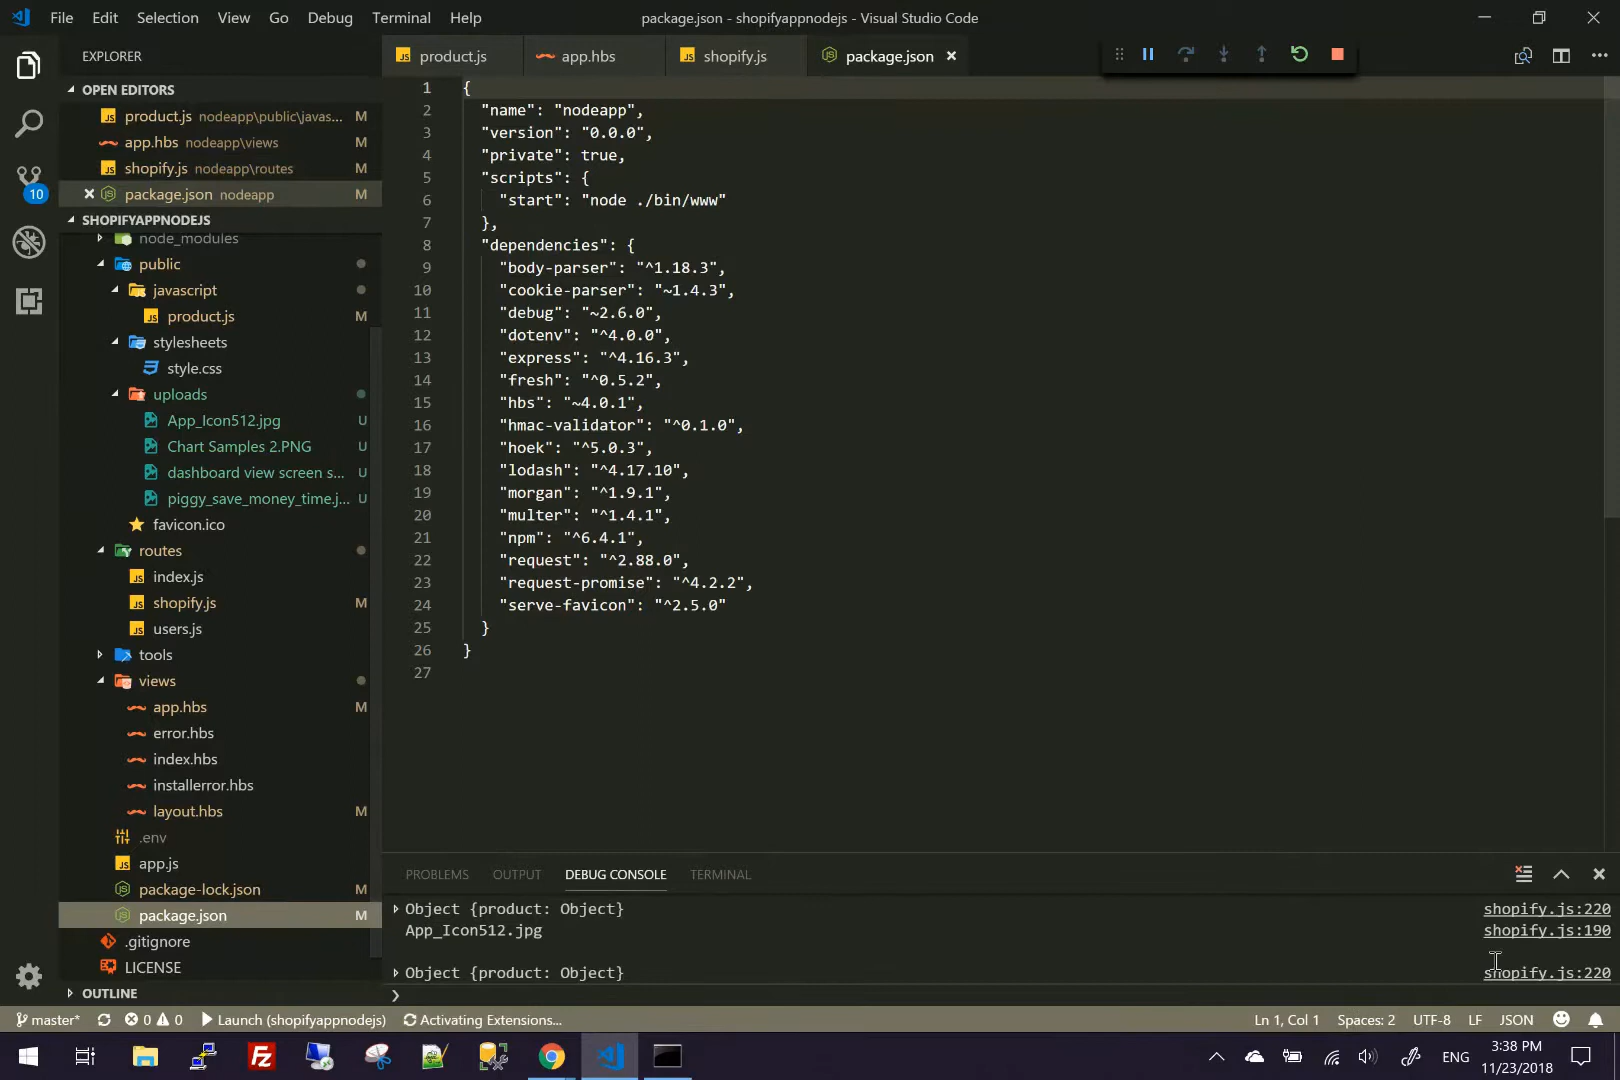 File Edit Selection View Go Debug Terminal Help
package.json - shopifyappnodejs - Visual Studio Code
EXPLORER
OPEN EDITORS
product.js nodeapp\public\javas... M
app.hbs nodeapp\views M
shopify.js nodeapp\routes M
package.json nodeapp M
10
SHOPIFYAPPNODEJS
node_modules
public
javascript
product.js M
stylesheets
style.css
uploads
App_Icon512.jpg U
Chart Samples 2.PNG U
dashboard view screen s... U
piggy_save_money_time.j... U
favicon.ico
routes
index.js
shopify.js M
users.js
tools
views
app.hbs M
error.hbs
index.hbs
installerror.hbs
layout.hbs M
.env
app.js
package-lock.json M
package.json M
.gitignore
LICENSE
OUTLINE
product.js app.hbs shopify.js package.json
1 {
2 "name": "nodeapp",
3 "version": "0.0.0",
4 "private": true,
5 "scripts": {
6 "start": "node ./bin/www"
7 },
8 "dependencies": {
9 "body-parser": "^1.18.3",
10 "cookie-parser": "~1.4.3",
11 "debug": "~2.6.0",
12 "dotenv": "^4.0.0",
13 "express": "^4.16.3",
14 "fresh": "^0.5.2",
15 "hbs": "~4.0.1",
16 "hmac-validator": "^0.1.0",
17 "hoek": "^5.0.3",
18 "lodash": "^4.17.10",
19 "morgan": "^1.9.1",
20 "multer": "^1.4.1",
21 "npm": "^6.4.1",
22 "request": "^2.88.0",
23 "request-promise": "^4.2.2",
24 "serve-favicon": "^2.5.0"
25 }
26 }
27
PROBLEMS OUTPUT DEBUG CONSOLE TERMINAL
Object {product: Object} shopify.js:220
App_Icon512.jpg shopify.js:190
Object {product: Object} shopify.js:220
master* 0 0 Launch (shopifyappnodejs) Activating Extensions... Ln 1, Col 1 Spaces: 2 UTF-8 LF JSON
ENG 3:38 PM
11/23/2018